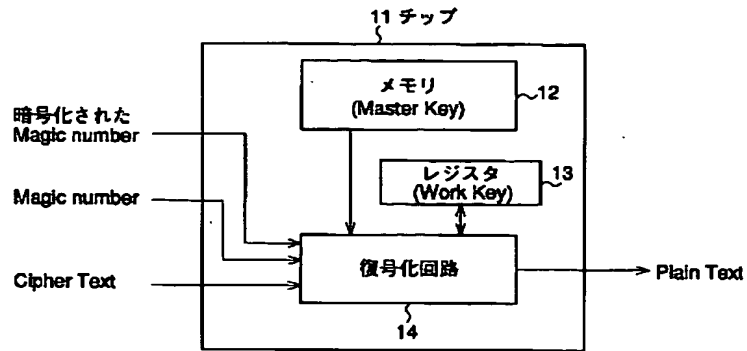 11 チップ
メモリ
(Master Key)
12
暗号化された
Magic number
レジスタ
(Work Key)
13
Magic number
復号化回路
Cipher Text
Plain Text
14